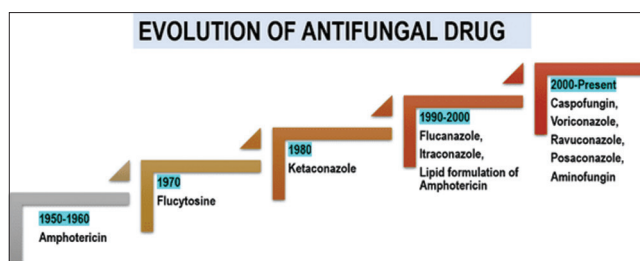 EVOLUTION OF ANTIFUNGAL DRUG
1950-1960
Amphotericin
1970
Flucytosine
1980
Ketaconazole
1990-2000
Flucanazole,
Itraconazole,
Lipid formulation of
Amphotericin
2000-Present
Caspofungin,
Voriconazole,
Ravuconazole,
Posaconazole,
Aminofungin